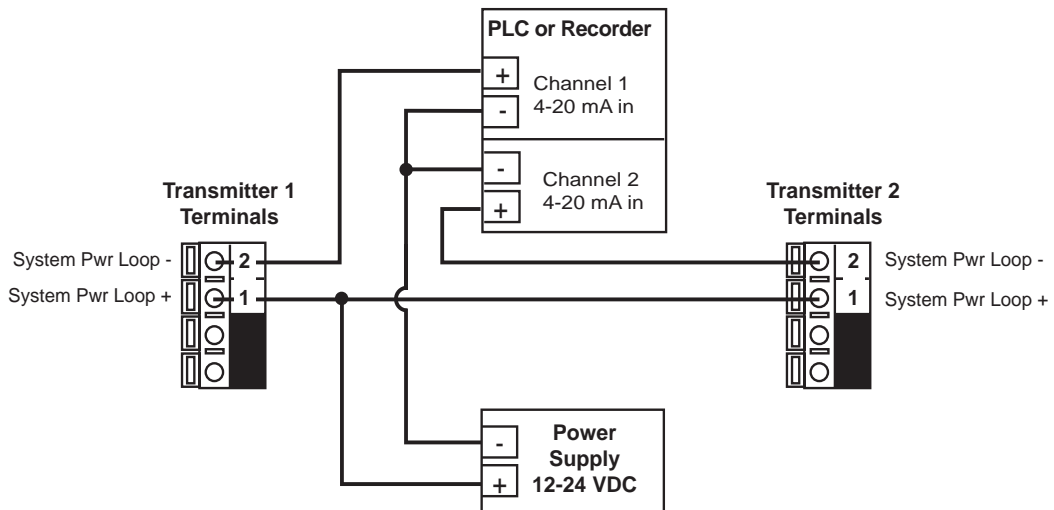 PLC or Recorder
+
Channel 1
4-20 mA in
-
-
Channel 2
4-20 mA in
+
Transmitter 1
Terminals
System Pwr Loop -
2
System Pwr Loop +
1
Transmitter 2
Terminals
2
System Pwr Loop -
1
System Pwr Loop +
-
+
Power
Supply
12-24 VDC